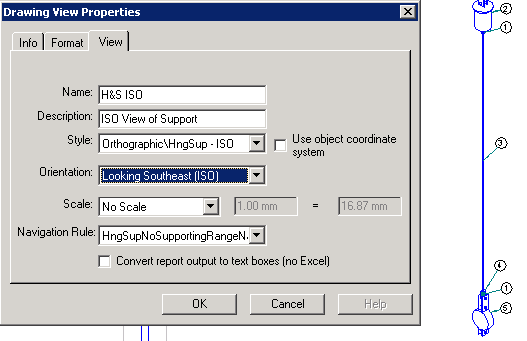 Drawing View Properties
Info Format View
Name: H&S ISO
Description: ISO View of Support
Style: Orthographic\HngSup - ISO
Use object coordinate
system
Orientation: Looking Southeast (ISO)
Scale: No Scale 1.00 mm = 16.87 mm
Navigation Rule: HngSupNoSupportingRangeN
Convert report output to text boxes (no Excel)
OK Cancel Help
2
1
3
4
1
5